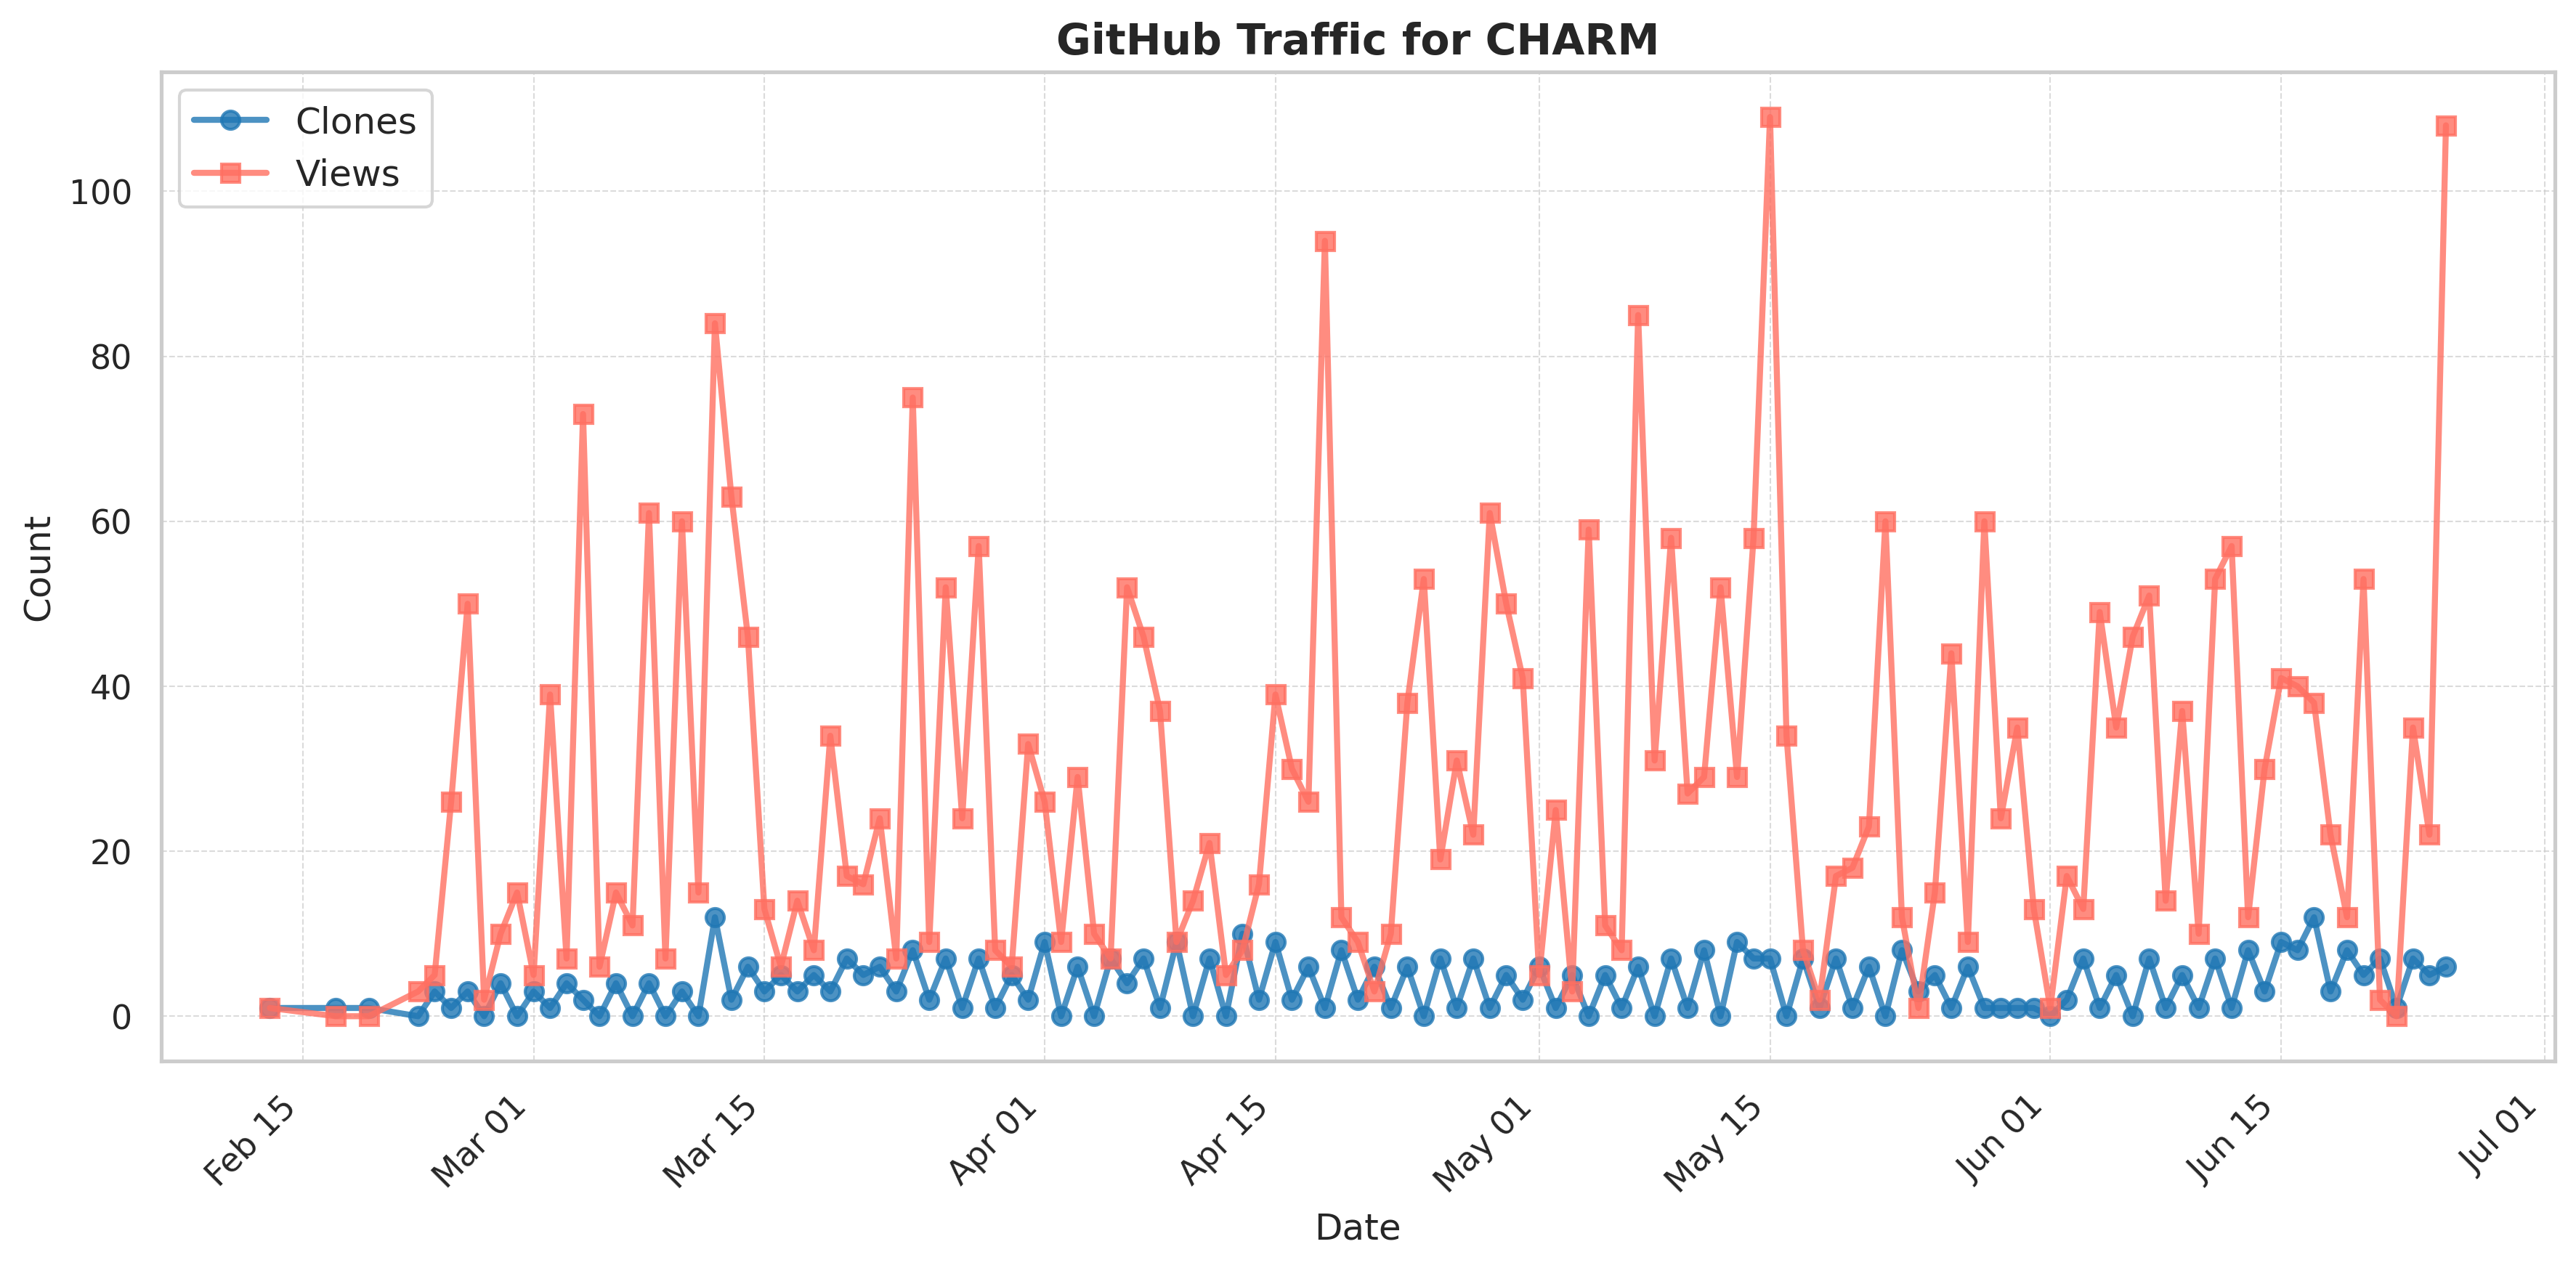 GitHub Traffic for CHARM
Clones
Views
100
80
60
40
20
0
Count
Feb 15
Mar 01
Mar 15
Apr 01
Apr 15
May 01
May 15
Jun 01
Jun 15
Jul 01
Date